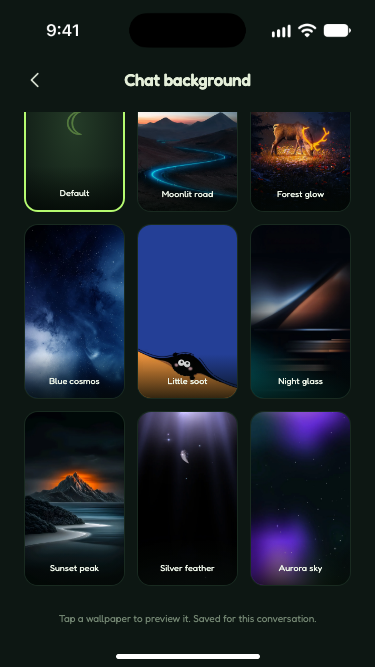 9:41
Chat background
Default
Moonlit road
Forest glow
Blue cosmos
Little soot
Night glass
Sunset peak
Silver feather
Aurora sky
Tap a wallpaper to preview it. Saved for this conversation.